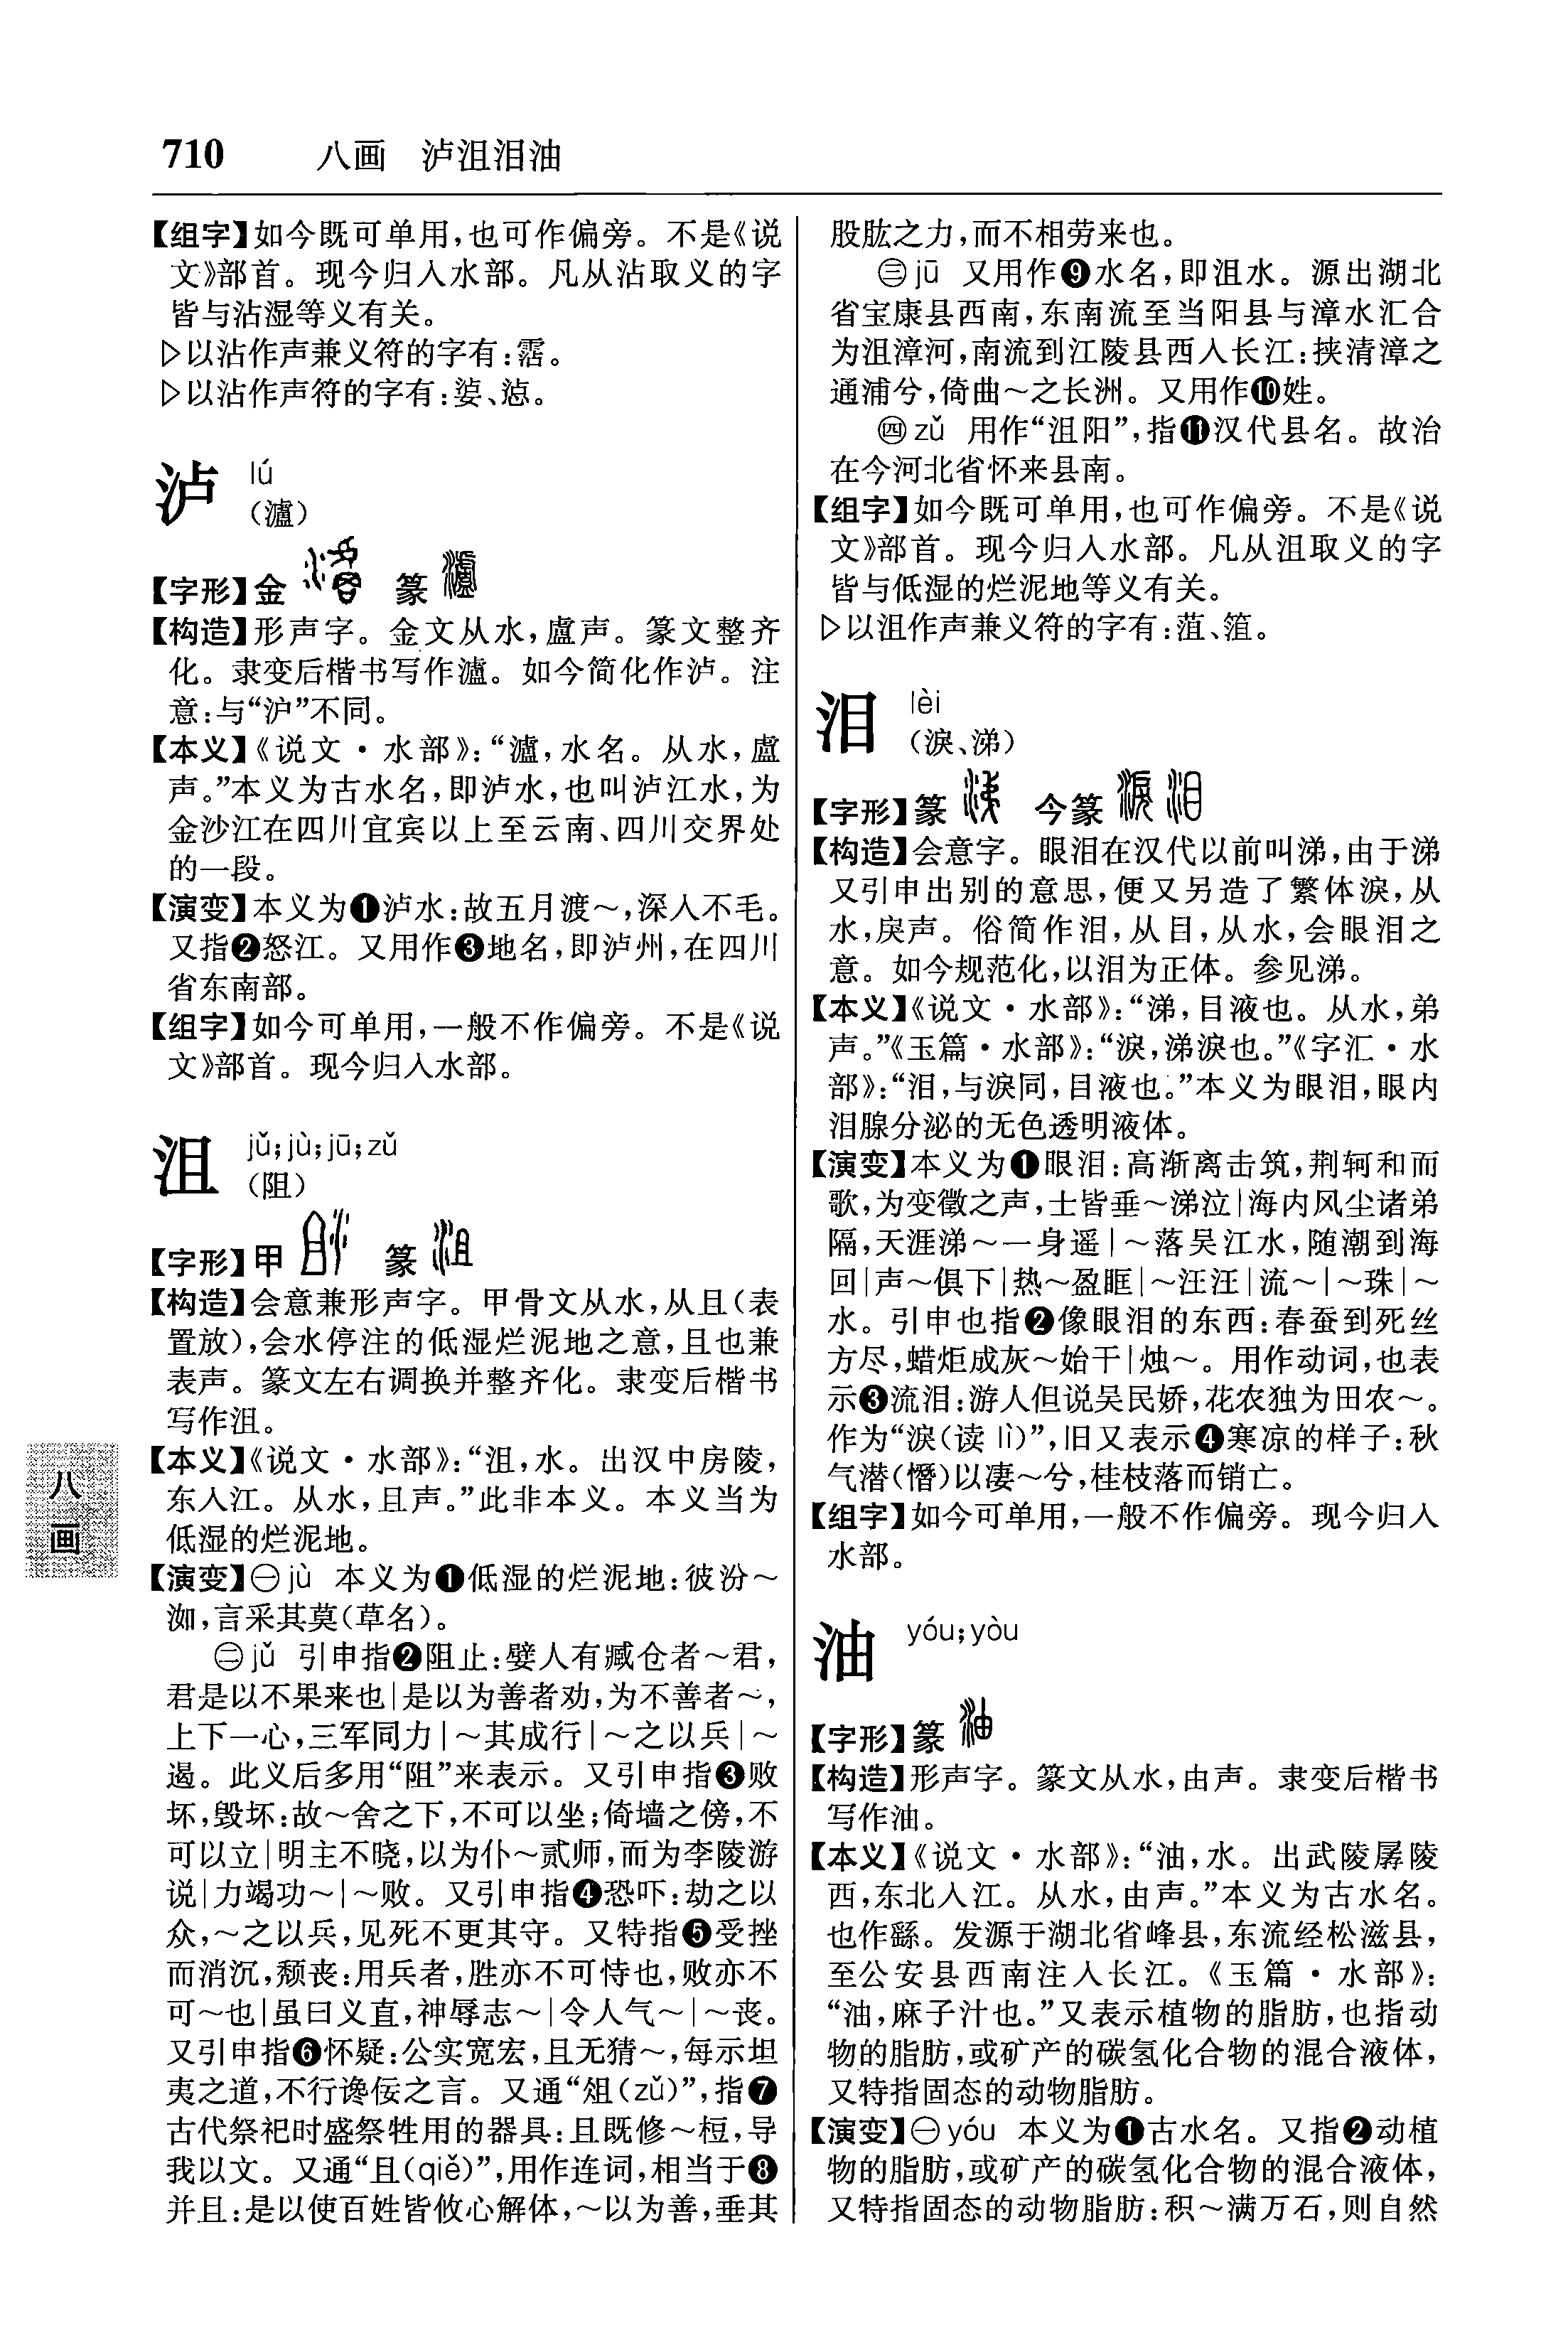 710 八画 泸沮泪油
【组字】如今既可单用，也可作偏旁。不是《说
文》部首。现今归入水部。凡从沾取义的字
皆与沾湿等义有关。
▷以沾作声兼义符的字有：霑。
▷以沾作声符的字有：㜝、惉。
泸 lú
（瀘）
【字形】金 篆
【构造】形声字。金文从水，盧声。篆文整齐
化。隶变后楷书写作瀘。如今简化作泸。注
意：与“沪”不同。
【本义】《说文·水部》：“瀘，水名。从水，盧
声。”本义为古水名，即泸水，也叫泸江水，为
金沙江在四川宜宾以上至云南、四川交界处
的一段。
【演变】本义为❶泸水：故五月渡～，深入不毛。
又指❷怒江。又用作❸地名，即泸州，在四川
省东南部。
【组字】如今可单用，一般不作偏旁。不是《说
文》部首。现今归入水部。
沮 jǔ；jù；jū；zǔ
（阻）
【字形】甲 篆
【构造】会意兼形声字。甲骨文从水，从且（表
置放），会水停注的低湿烂泥地之意，且也兼
表声。篆文左右调换并整齐化。隶变后楷书
写作沮。
【本义】《说文·水部》：“沮，水。出汉中房陵，
东入江。从水，且声。”此非本义。本义当为
低湿的烂泥地。
【演变】㊀jù 本义为❶低湿的烂泥地：彼汾～
洳，言采其莫（草名）。
㊁jǔ 引申指❷阻止：嬖人有臧仓者～君，
君是以不果来也|是以为善者劝，为不善者～，
上下一心，三军同力|～其成行|～之以兵|～
遏。此义后多用“阻”来表示。又引申指❸败
坏，毁坏：故～舍之下，不可以坐；倚墙之傍，不
可以立|明主不晓，以为仆～贰师，而为李陵游
说|力竭功～|～败。又引申指❹恐吓：劫之以
众，～之以兵，见死不更其守。又特指❺受挫
而消沉，颓丧：用兵者，胜亦不可恃也，败亦不
可～也|虽曰义直，神辱志～|令人气～|～丧。
又引申指❻怀疑：公实宽宏，且无猜～，每示坦
夷之道，不行谗佞之言。又通“俎（zǔ）”，指❼
古代祭祀时盛祭牲用的器具：且既修～桓，导
我以文。又通“且（qiě）”，用作连词，相当于❽
并且：是以使百姓皆攸心解体，～以为善，垂其
股肱之力，而不相劳来也。
㊂jū 又用作❾水名，即沮水。源出湖北
省宝康县西南，东南流至当阳县与漳水汇合
为沮漳河，南流到江陵县西入长江：挟清漳之
通浦兮，倚曲～之长洲。又用作❿姓。
㊃zǔ 用作“沮阳”，指⓫汉代县名。故治
在今河北省怀来县南。
【组字】如今既可单用，也可作偏旁。不是《说
文》部首。现今归入水部。凡从沮取义的字
皆与低湿的烂泥地等义有关。
▷以沮作声兼义符的字有：菹、䈌。
泪 lèi
（淚、涕）
【字形】篆 今篆
【构造】会意字。眼泪在汉代以前叫涕，由于涕
又引申出别的意思，便又另造了繁体淚，从
水，戾声。俗简作泪，从目，从水，会眼泪之
意。如今规范化，以泪为正体。参见涕。
【本义】《说文·水部》：“涕，目液也。从水，弟
声。”《玉篇·水部》：“淚，涕淚也。”《字汇·水
部》：“泪，与淚同，目液也。”本义为眼泪，眼内
泪腺分泌的无色透明液体。
【演变】本义为❶眼泪：高渐离击筑，荆轲和而
歌，为变徵之声，士皆垂～涕泣|海内风尘诸弟
隔，天涯涕～一身遥|～落吴江水，随潮到海
回|声～俱下|热～盈眶|～汪汪|流～|～珠|～
水。引申也指❷像眼泪的东西：春蚕到死丝
方尽，蜡炬成灰～始干|烛～。用作动词，也表
示❸流泪：游人但说吴民娇，花农独为田农～。
作为“淚（读lì）”，旧又表示❹寒凉的样子：秋
气潜（憯）以凄～兮，桂枝落而销亡。
【组字】如今可单用，一般不作偏旁。现今归入
水部。
油 yóu；yòu
【字形】篆
【构造】形声字。篆文从水，由声。隶变后楷书
写作油。
【本义】《说文·水部》：“油，水。出武陵孱陵
西，东北入江。从水，由声。”本义为古水名。
也作繇。发源于湖北省峰县，东流经松滋县，
至公安县西南注入长江。《玉篇·水部》：
“油，麻子汁也。”又表示植物的脂肪，也指动
物的脂肪，或矿产的碳氢化合物的混合液体，
又特指固态的动物脂肪。
【演变】㊀yóu 本义为❶古水名。又指❷动植
物的脂肪，或矿产的碳氢化合物的混合液体，
又特指固态的动物脂肪：积～满万石，则自然
八
画